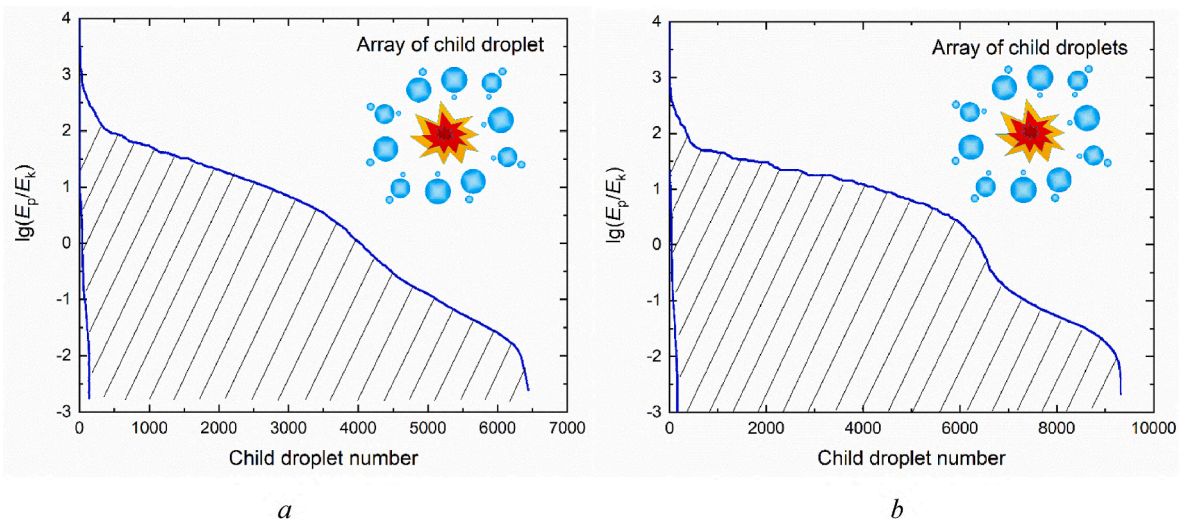 4
3
2
1
0
-1
-2
-3
lg(Ep/Ek)
Array of child droplet
0 1000 2000 3000 4000 5000 6000 7000
Child droplet number
a
4
3
2
1
0
-1
-2
-3
lg(Ep/Ek)
Array of child droplets
0 2000 4000 6000 8000 10000
Child droplet number
b